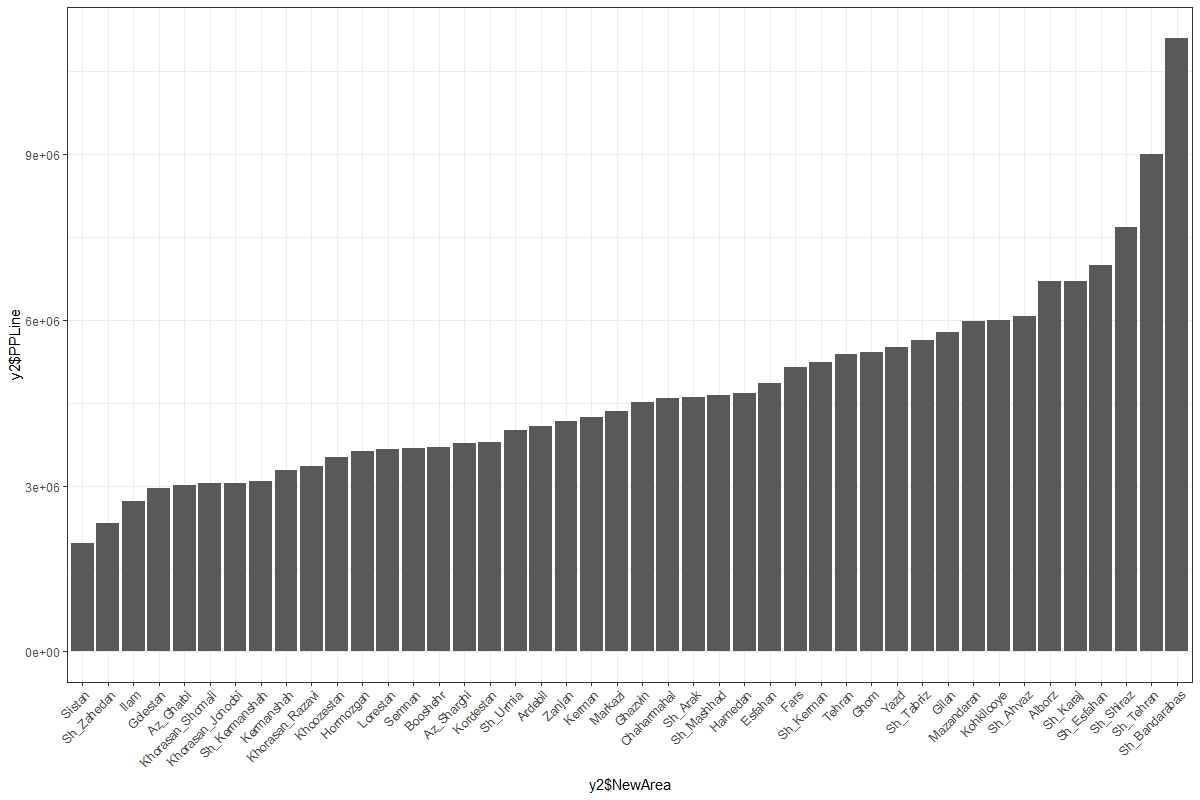 y2$PPLine
9e+06
6e+06
3e+06
0e+00
Sistan
Sh_Zahedan
Ilam
Golestan
Az_Gharbi
Khorasan_Shomali
Khorasan_Jonoobi
Sh_Kermanshah
Kermanshah
Khorasan_Razavi
Khoozestan
Hormozgan
Lorestan
Semnan
Booshehr
Az_Sharghi
Kordestan
Sh_Urmia
Ardebil
Zanjan
Kerman
Markazi
Ghazvin
Chaharmahal
Sh_Arak
Sh_Mashhad
Hamedan
Esfahan
Fars
Sh_Kerman
Tehran
Ghom
Yazd
Sh_Tabriz
Gilan
Mazandaran
Kohkilooye
Sh_Ahvaz
Alborz
Sh_Karaj
Sh_Esfahan
Sh_Shiraz
Sh_Tehran
Sh_Bandarabas
y2$NewArea